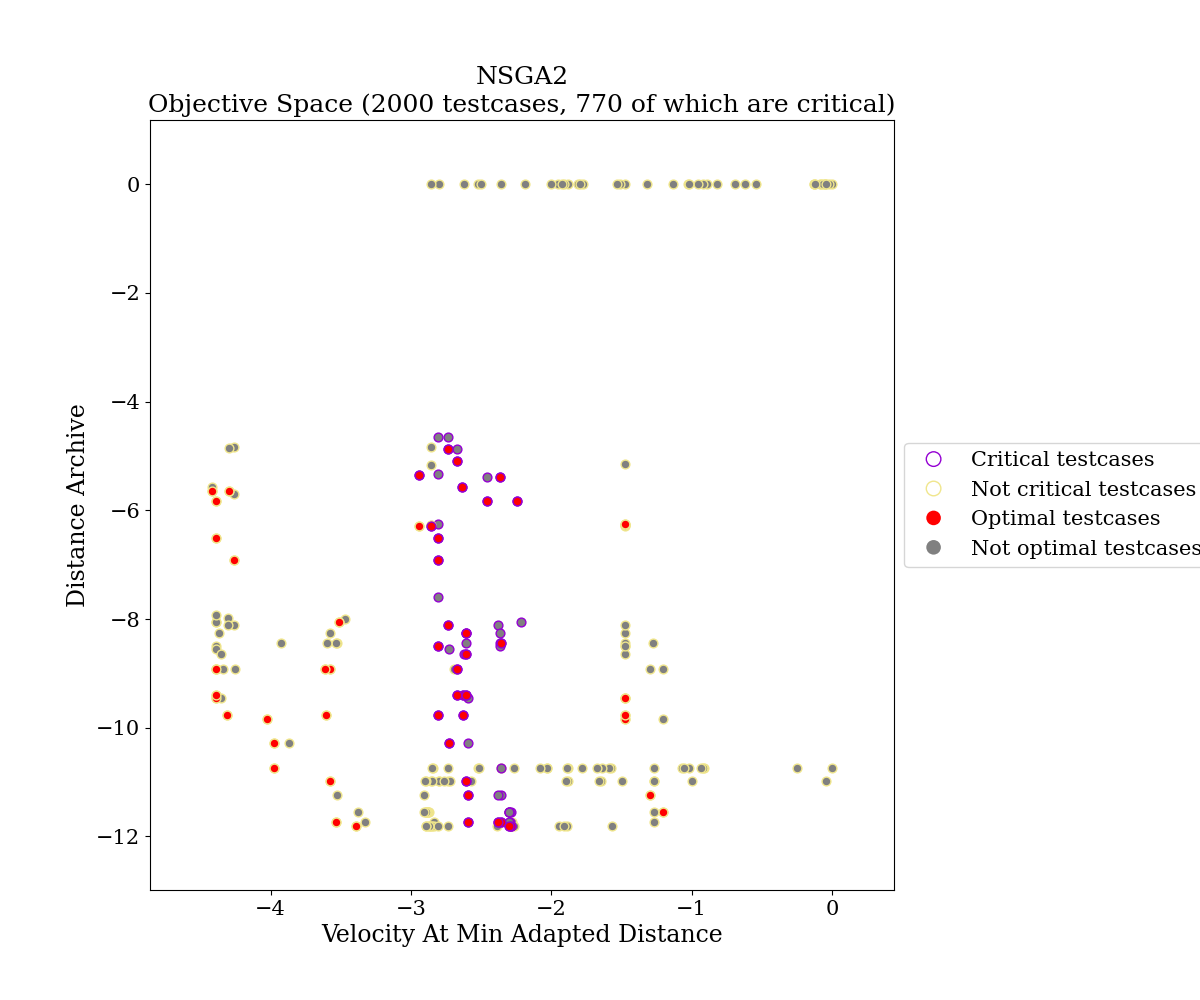 NSGA2
Objective Space (2000 testcases, 770 of which are critical)
0
−2
−4
−6
−8
−10
−12
Distance Archive
−4
−3
−2
−1
0
Velocity At Min Adapted Distance
Critical testcases
Not critical testcases
Optimal testcases
Not optimal testcases